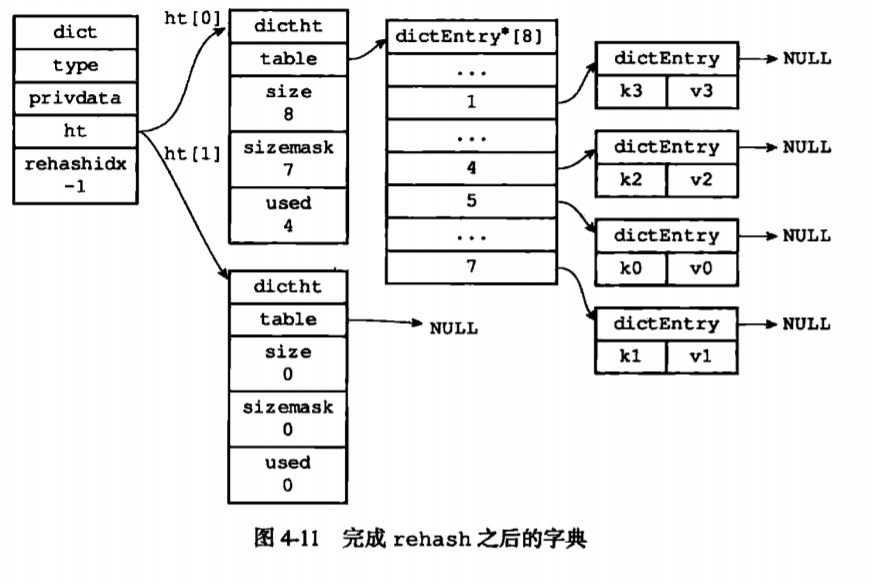 dict
type
privdata
ht
rehashidx
-1
ht[0]
ht[1]
dictht
table
size
8
sizemask
7
used
4
dictht
table
size
0
sizemask
0
used
0
NULL
dictEntry*[8]
...
1
...
4
5
...
7
dictEntry
k3 v3
NULL
dictEntry
k2 v2
NULL
dictEntry
k0 v0
NULL
dictEntry
k1 v1
NULL
图 4-11 完成 rehash 之后的字典